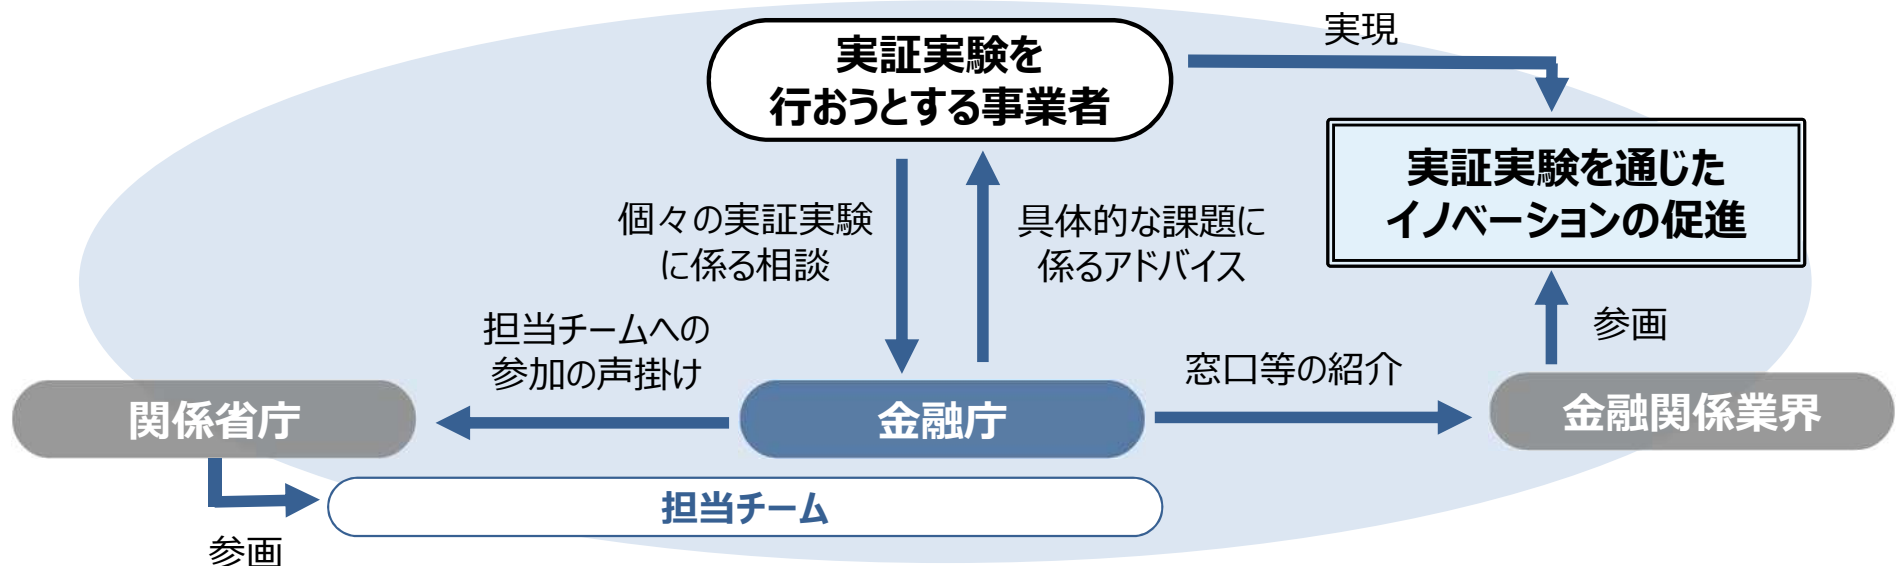 実現
実証実験を
行おうとする事業者
実証実験を通じた
イノベーションの促進
個々の実証実験
に係る相談
具体的な課題に
係るアドバイス
担当チームへの
参加の声掛け
窓口等の紹介
参画
関係省庁
金融庁
金融関係業界
担当チーム
参画